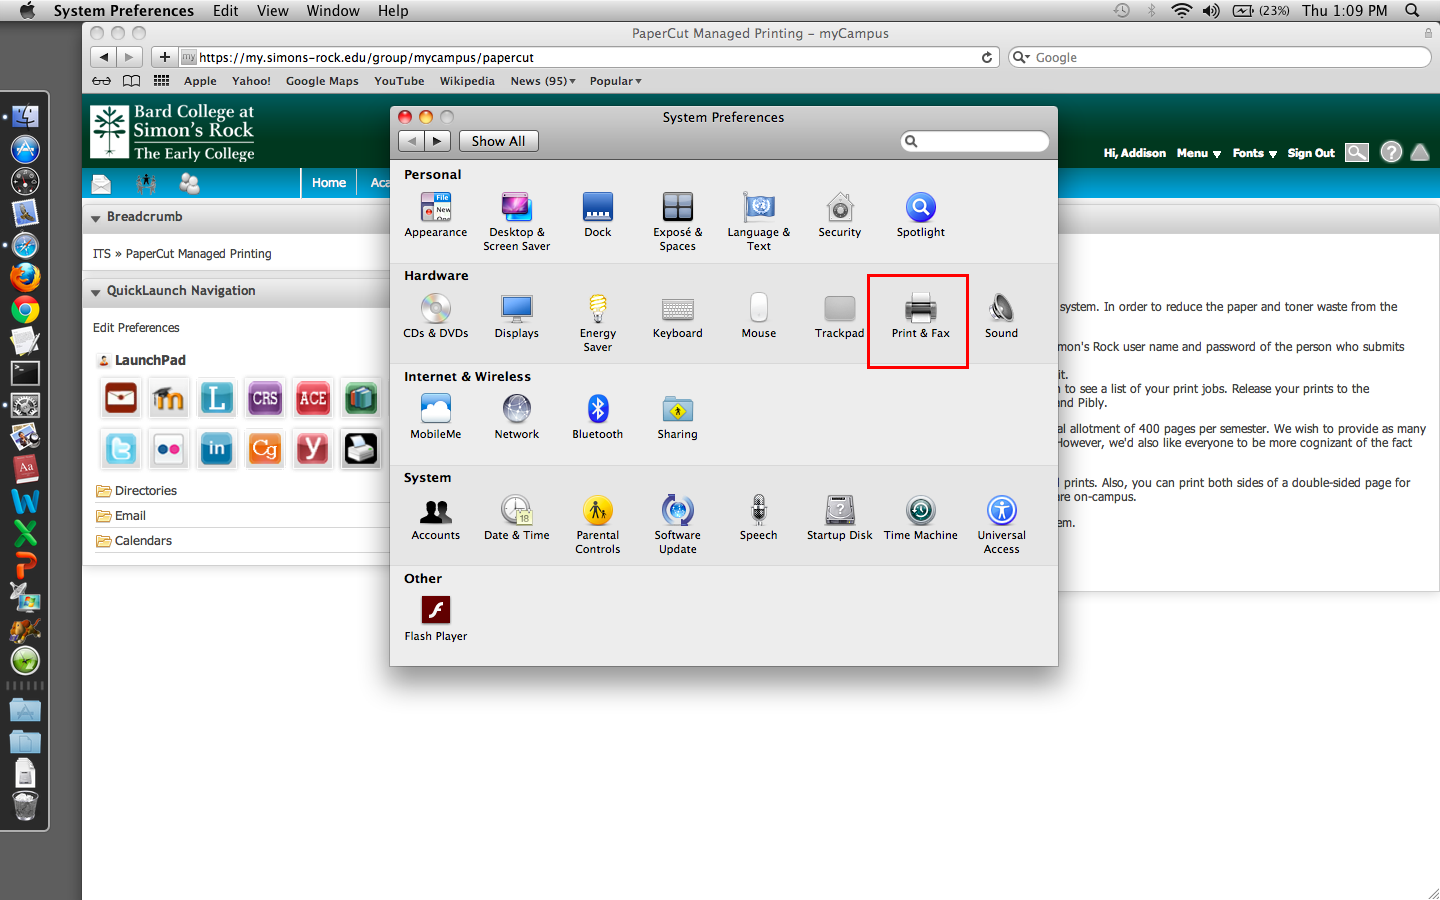 System Preferences Edit View Window Help
(23%) Thu 1:09 PM
PaperCut Managed Printing – myCampus
my https://my.simons-rock.edu/group/mycampus/papercut
Google
Apple Yahoo! Google Maps YouTube Wikipedia News (95) Popular
Bard College at
Simon's Rock
The Early College
Hi, Addison Menu Fonts Sign Out
Home
Aca
Breadcrumb
ITS » PaperCut Managed Printing
QuickLaunch Navigation
Edit Preferences
LaunchPad
m L CRS ACE
in Cg y
Directories
Email
Calendars
System Preferences
Show All
Personal
Appearance
Desktop &
Screen Saver
Dock
Exposé &
Spaces
Language &
Text
Security
Spotlight
Hardware
CDs & DVDs
Displays
Energy
Saver
Keyboard
Mouse
Trackpad
Print & Fax
Sound
Internet & Wireless
MobileMe
Network
Bluetooth
Sharing
System
Accounts
Date & Time
Parental
Controls
Software
Update
Speech
Startup Disk
Time Machine
Universal
Access
Other
Flash Player
system. In order to reduce the paper and toner waste from the
mon's Rock user name and password of the person who submits
it.
n to see a list of your print jobs. Release your prints to the
nd Pibly.
al allotment of 400 pages per semester. We wish to provide as many
However, we'd also like everyone to be more cognizant of the fact
l prints. Also, you can print both sides of a double-sided page for
re on-campus.
em.